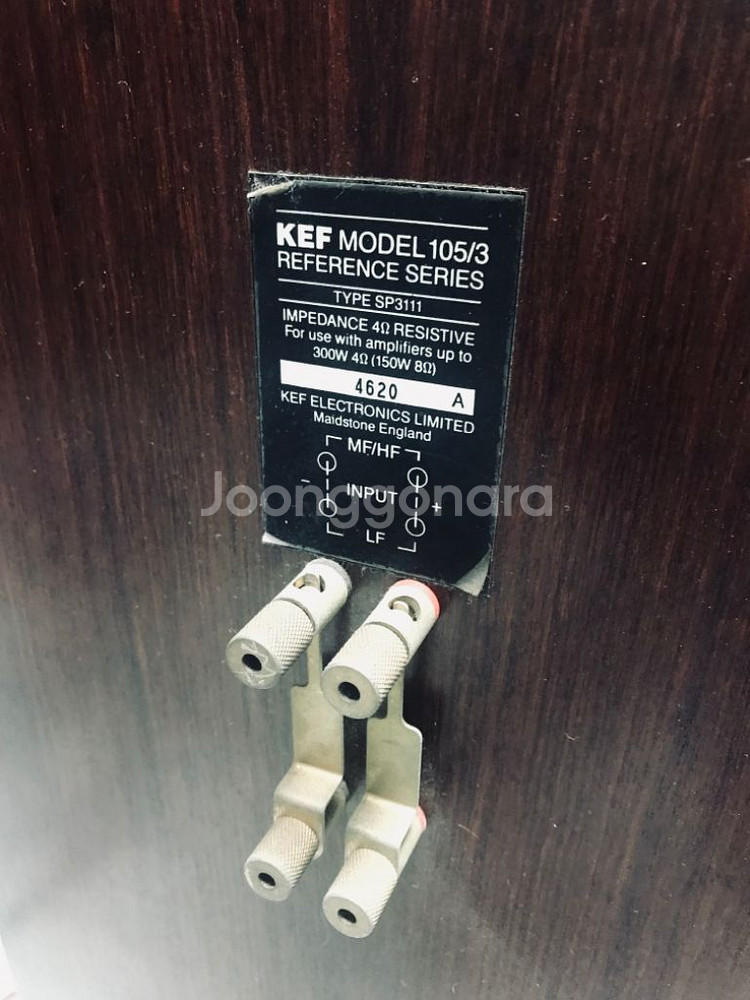 KEF MODEL 105/3
REFERENCE SERIES
TYPE SP3111
IMPEDANCE 4Ω RESISTIVE
For use with amplifiers up to
300W 4Ω (150W 8Ω)
4620 A
KEF ELECTRONICS LIMITED
Maidstone England
MF/HF
- INPUT +
LF
Joonggonara